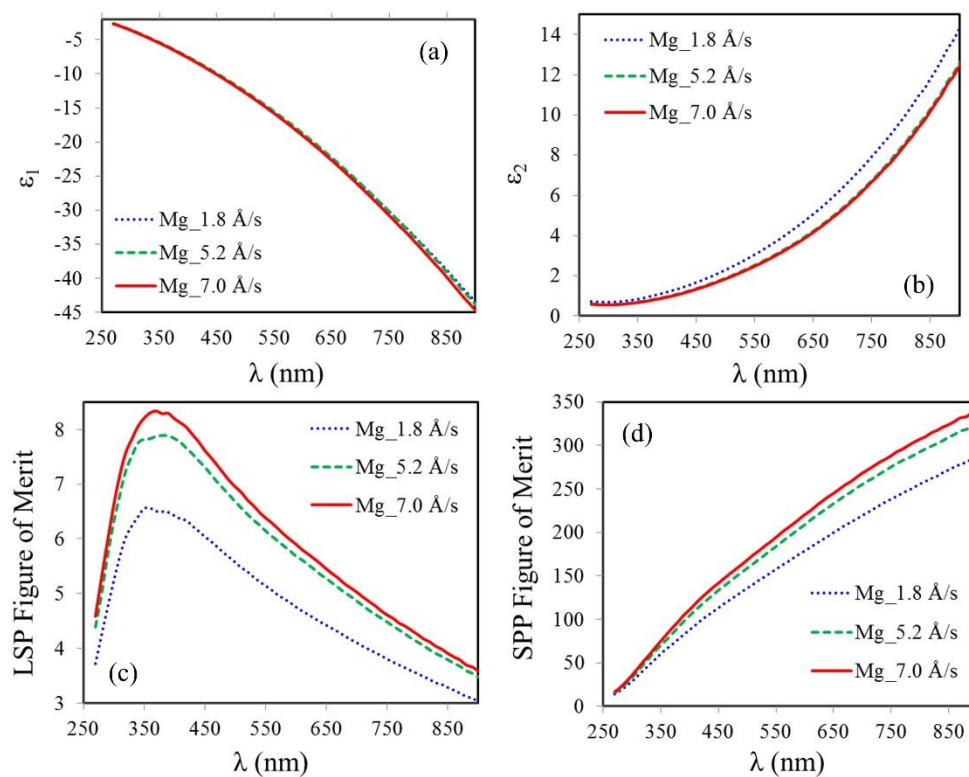 -5
-10
-15
-20
-25
-30
-35
-40
-45
ε1
(a)
Mg_1.8 Å/s
Mg_5.2 Å/s
Mg_7.0 Å/s
250 350 450 550 650 750 850
λ (nm)
14
12
10
8
6
4
2
0
ε2
Mg_1.8 Å/s
Mg_5.2 Å/s
Mg_7.0 Å/s
(b)
250 350 450 550 650 750 850
λ (nm)
8
7
6
5
4
3
LSP Figure of Merit
Mg_1.8 Å/s
Mg_5.2 Å/s
Mg_7.0 Å/s
(c)
250 350 450 550 650 750 850
λ (nm)
350
300
250
200
150
100
50
0
SPP Figure of Merit
(d)
Mg_1.8 Å/s
Mg_5.2 Å/s
Mg_7.0 Å/s
250 350 450 550 650 750 850
λ (nm)